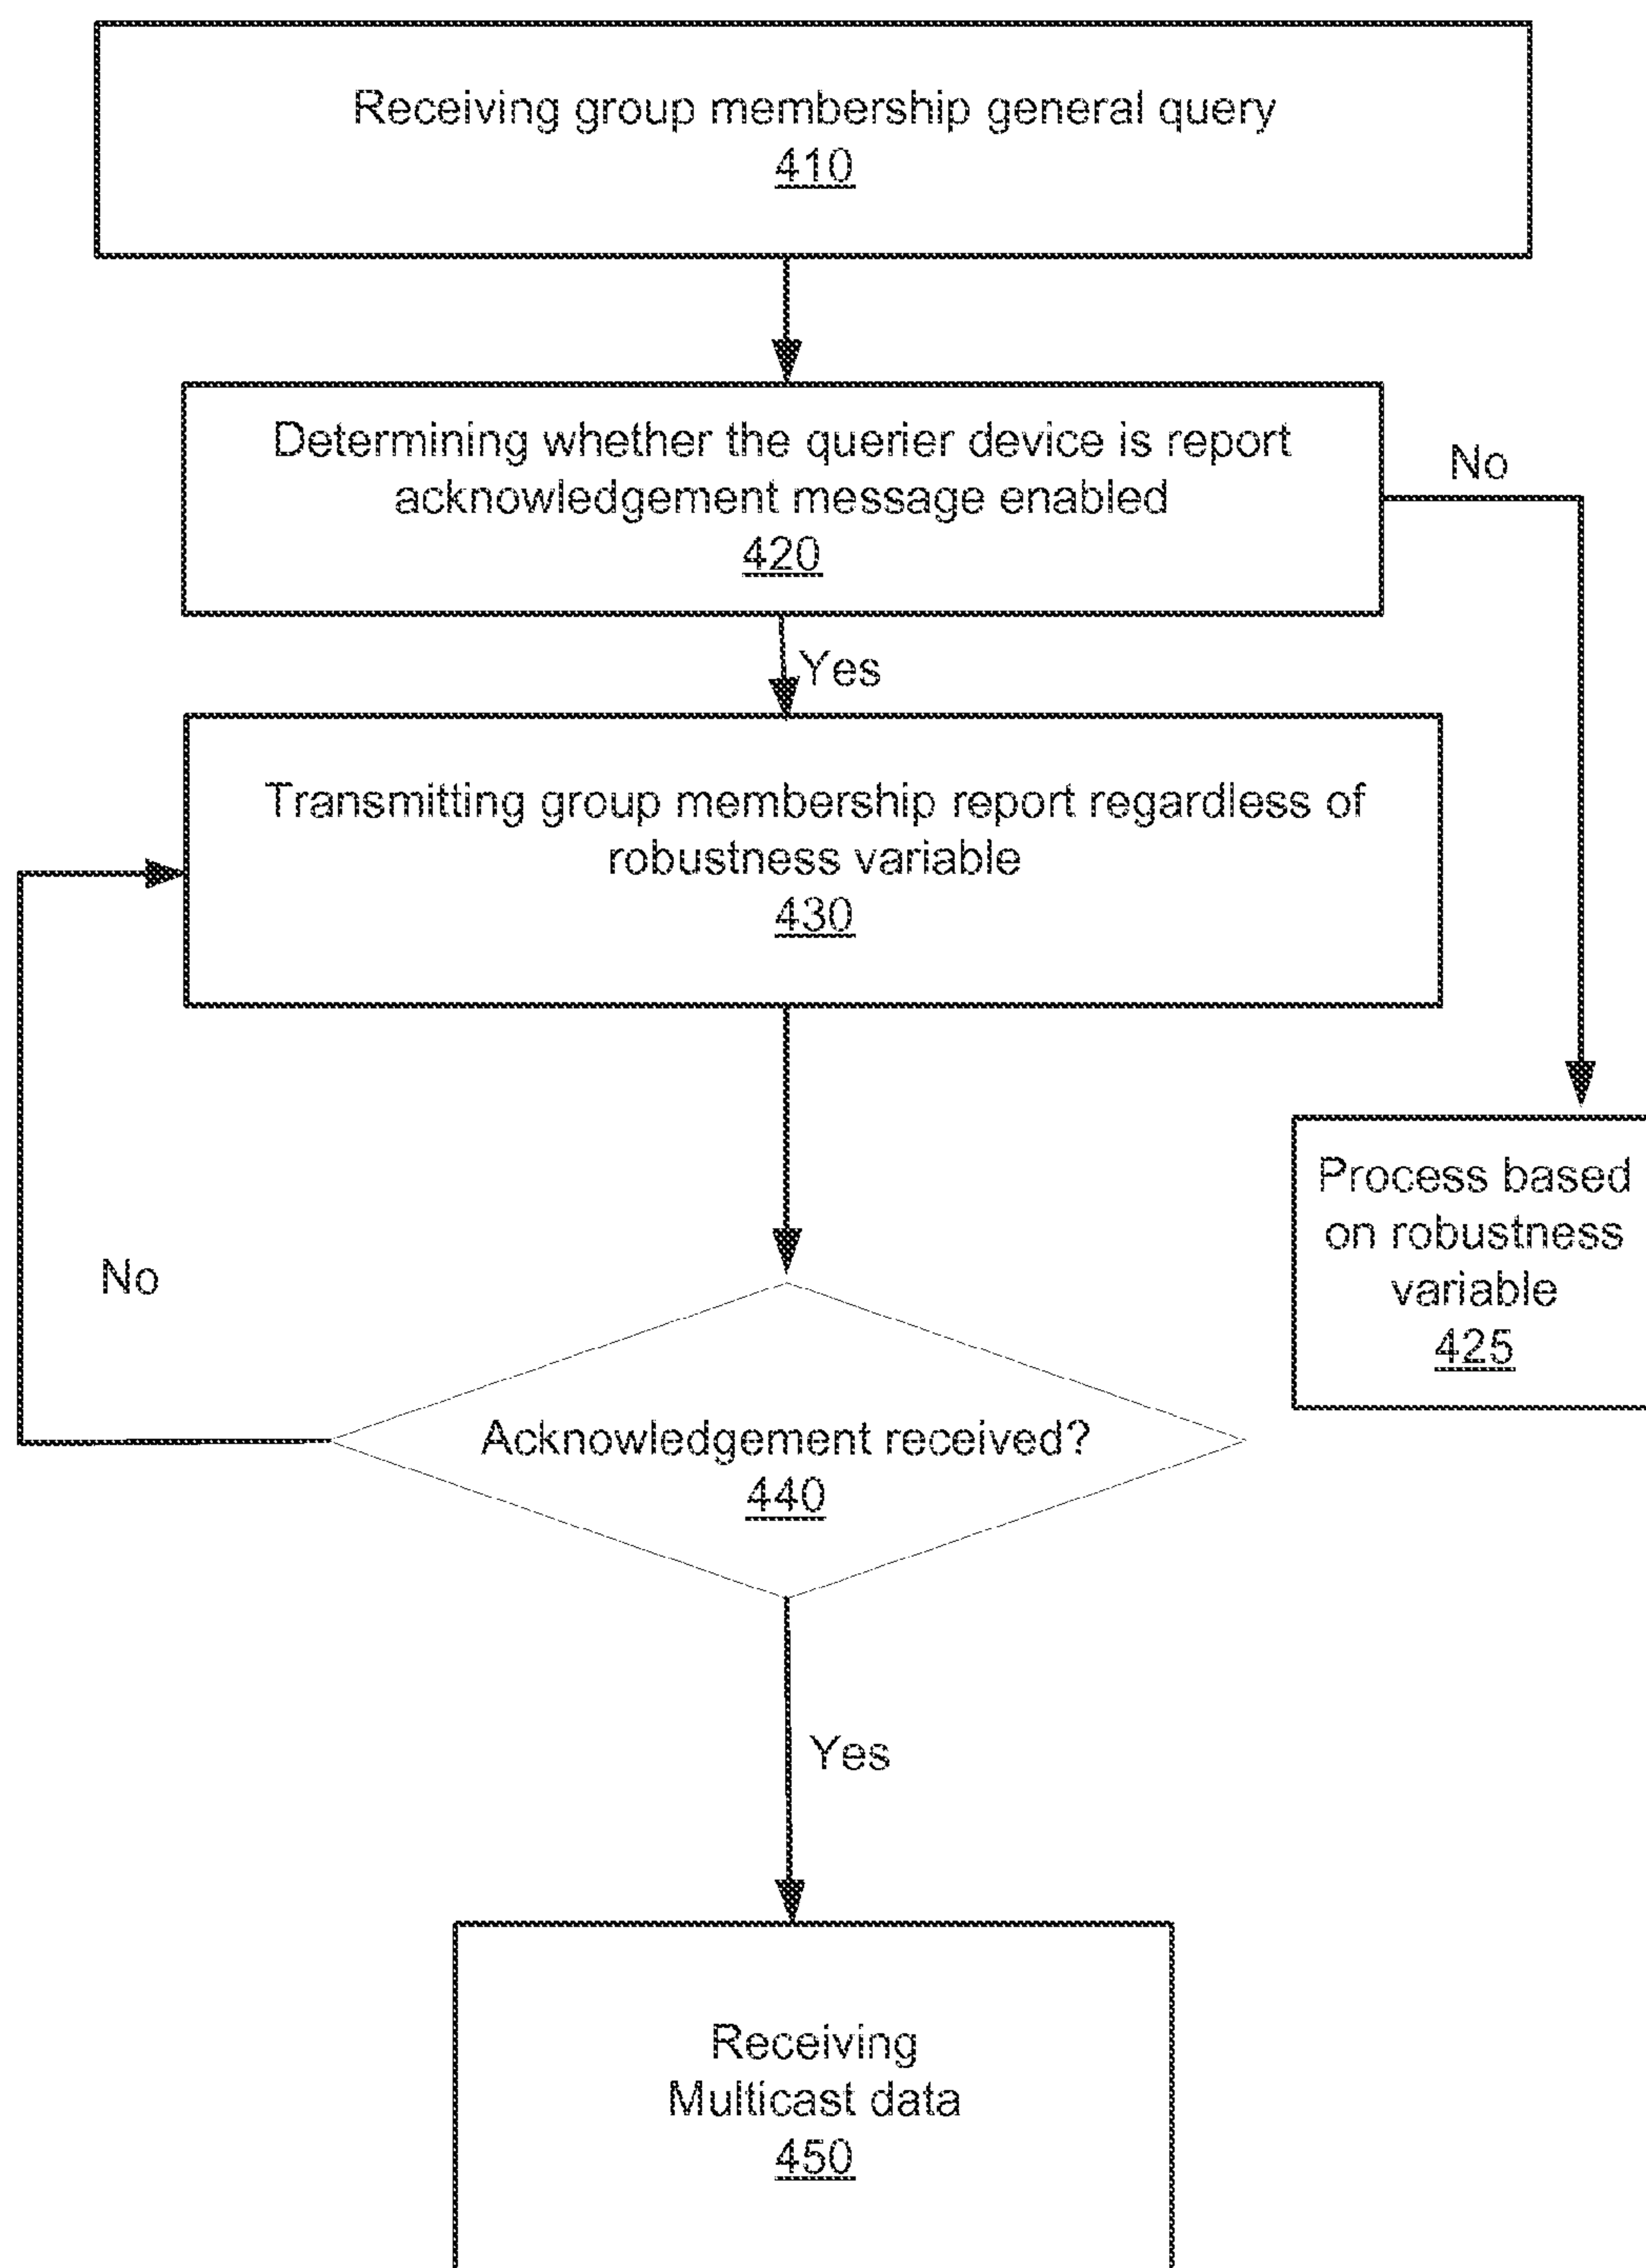 Receiving group membership general query
410
Determining whether the querier device is report
acknowledgement message enabled
420
No
Yes
Transmitting group membership report regardless of
robustness variable
430
Process based
on robustness
variable
425
No
Acknowledgement received?
440
Yes
Receiving
Multicast data
450